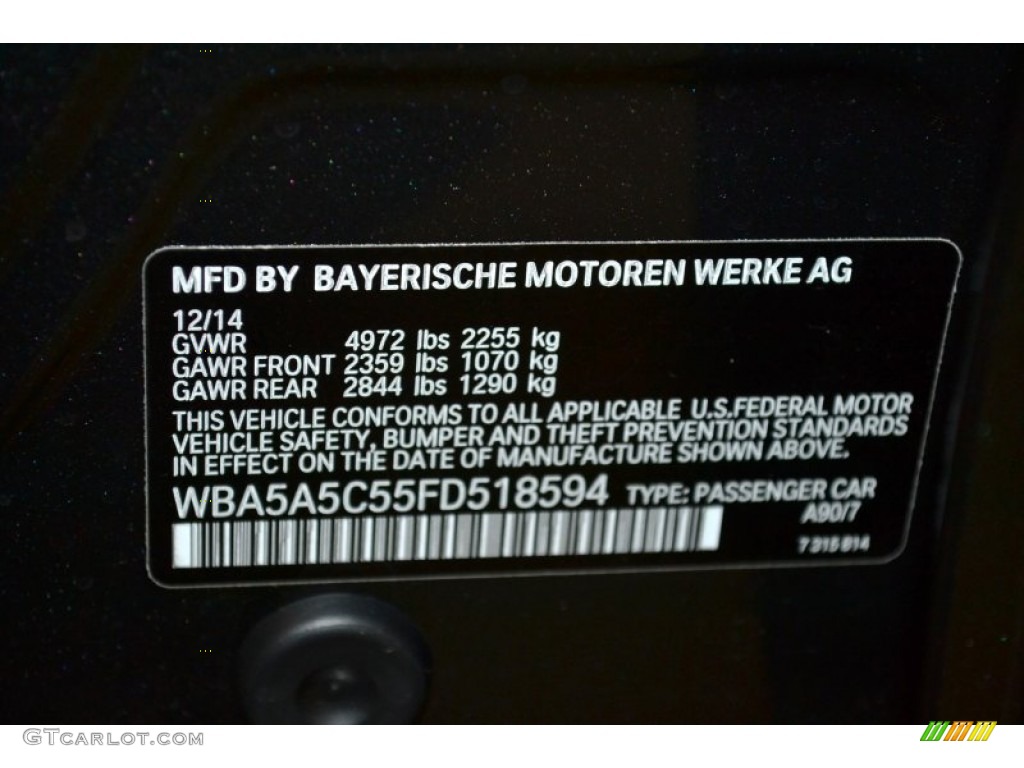 MFD BY BAYERISCHE MOTOREN WERKE AG
12/14
GVWR 4972 lbs 2255 kg
GAWR FRONT 2359 lbs 1070 kg
GAWR REAR 2844 lbs 1290 kg
THIS VEHICLE CONFORMS TO ALL APPLICABLE U.S.FEDERAL MOTOR
VEHICLE SAFETY, BUMPER AND THEFT PREVENTION STANDARDS
IN EFFECT ON THE DATE OF MANUFACTURE SHOWN ABOVE.
WBA5A5C55FD518594 TYPE: PASSENGER CAR
A90/7
GTCARLOT.COM